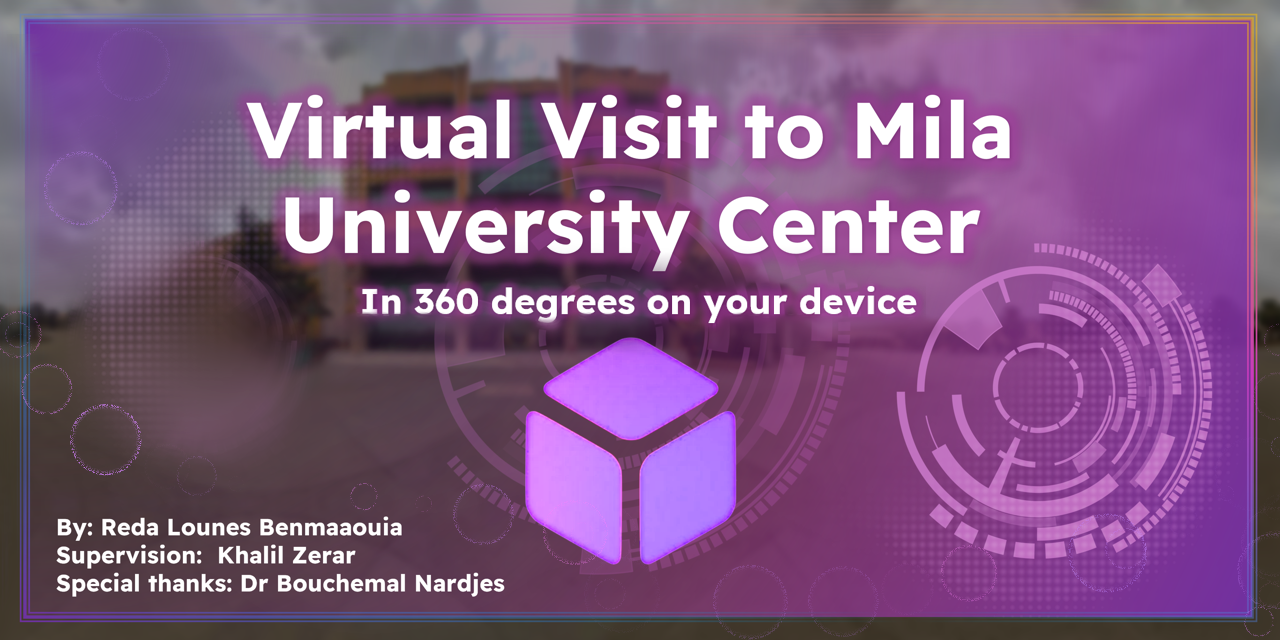 Virtual Visit to Mila
University Center
In 360 degrees on your device
By: Reda Lounes Benmaaouia
Supervision:  Khalil Zerar
Special thanks: Dr Bouchemal Nardjes